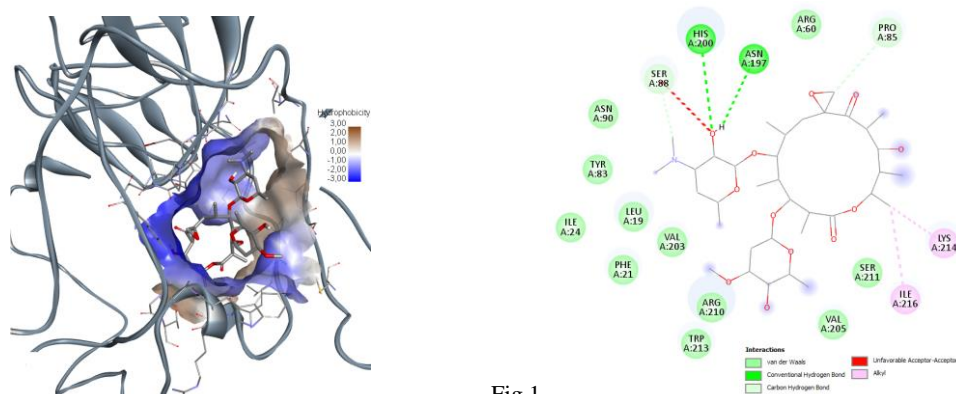 Hydrophobicity
3,00
2,00
1,00
0,00
-1,00
-2,00
-3,00
HIS
A:200
ASN
A:197
ARG
A:60
PRO
A:85
SER
A:88
ASN
A:90
TYR
A:83
LEU
A:19
ILE
A:24
VAL
A:203
PHE
A:21
ARG
A:210
TRP
A:213
SER
A:211
VAL
A:205
LYS
A:214
ILE
A:216
H
O
O
O
O
O
N
O
O
O
O
O
O
O
Interactions
van der Waals
Conventional Hydrogen Bond
Carbon Hydrogen Bond
Unfavorable Acceptor-Acceptor
Alkyl
Fig 1